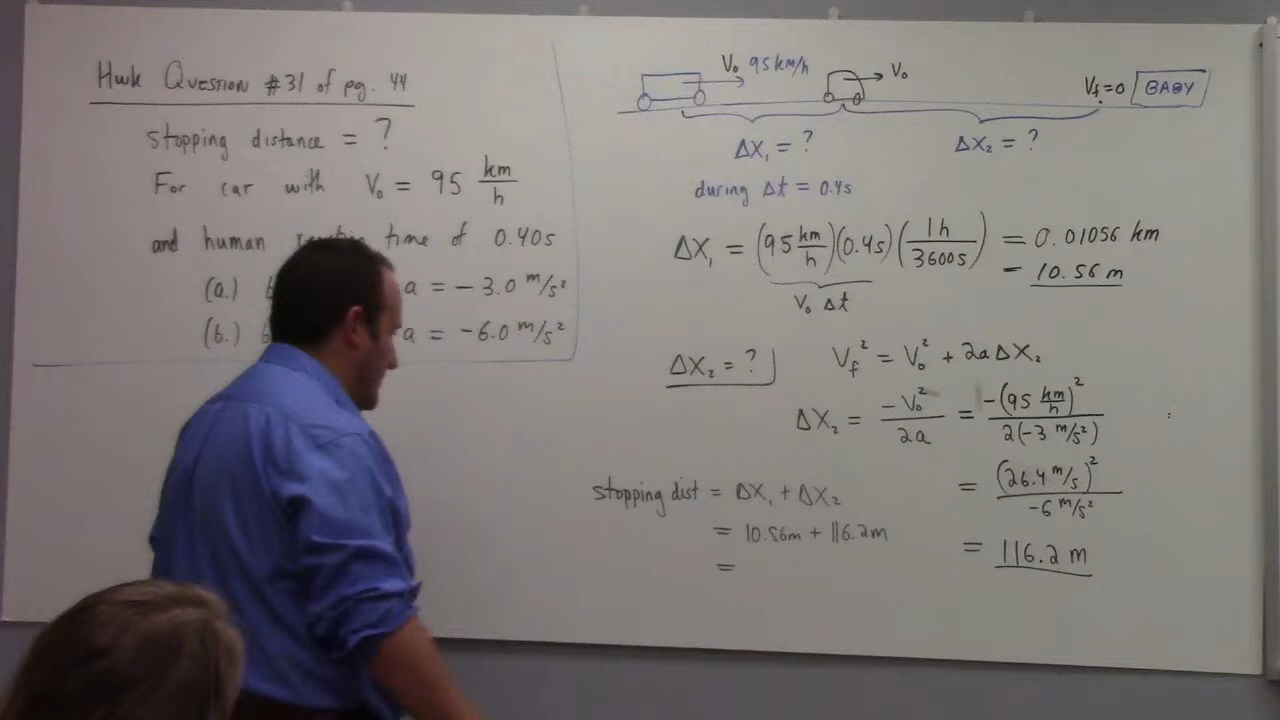 Hwk Question #31 of pg. 44
stopping distance = ?
For car with V₀ = 95 km/h
and human time of 0.40s
(a.) a = -3.0 m/s²
(b.) a = -6.0 m/s²
V₀ 95 km/h
V₀
V_f = 0 BABY
ΔX₁ = ?
ΔX₂ = ?
during Δt = 0.4s
ΔX₁ = (95 km/h)(0.4s)(1h/3600s) = 0.01056 km
= 10.56 m
V₀ Δt
ΔX₂ = ?
V_f² = V₀² + 2aΔX₂
ΔX₂ = -V₀²/2a = -(95 km/h)²/2(-3 m/s²)
= (26.4 m/s)²/-6 m/s²
= 116.2 m
stopping dist = ΔX₁ + ΔX₂
= 10.56m + 116.2m
=